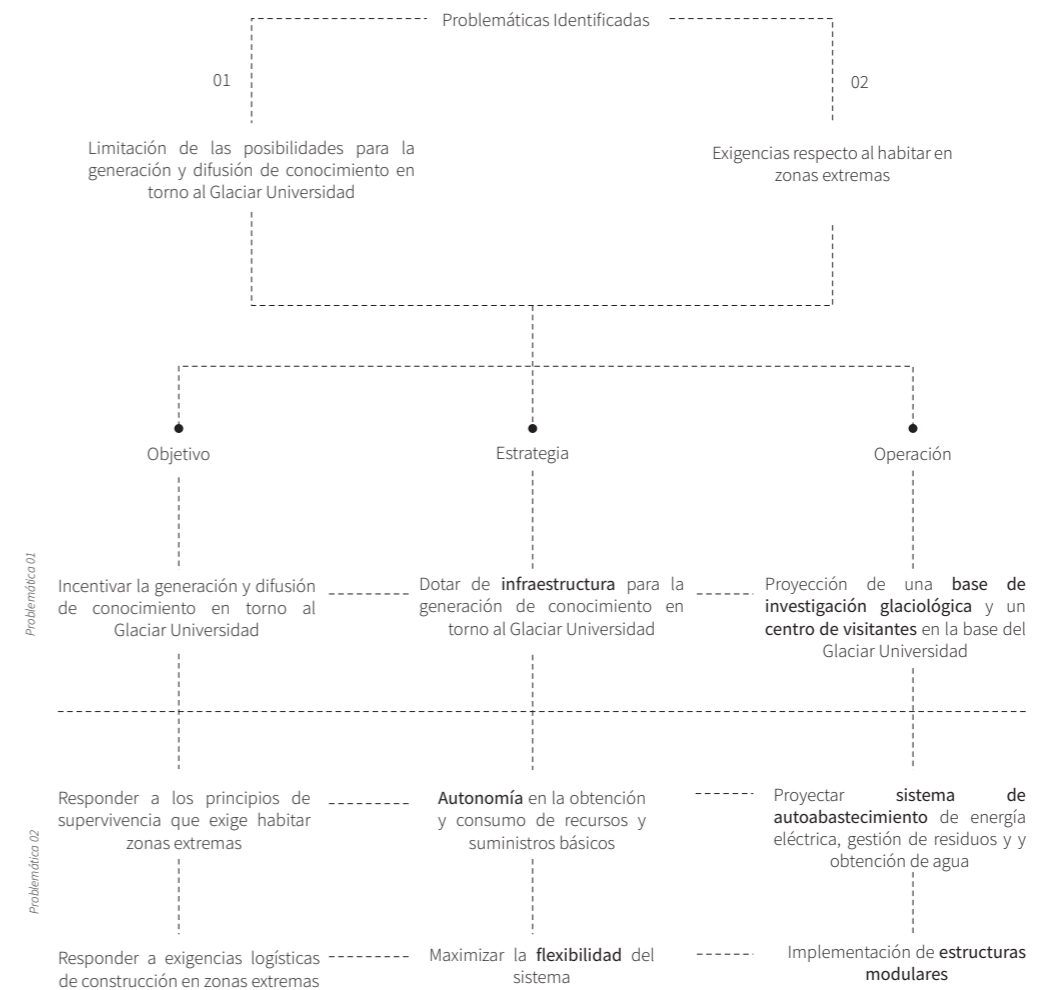 Problemáticas Identificadas
01
02
Limitación de las posibilidades para la
generación y difusión de conocimiento en
torno al Glaciar Universidad
Exigencias respecto al habitar en
zonas extremas
Objetivo
Estrategia
Operación
Problemática 01
Incentivar la generación y difusión
de conocimiento en torno al
Glaciar Universidad
Dotar de infraestructura para la
generación de conocimiento en
torno al Glaciar Universidad
Proyección de una base de
investigación glaciológica y un
centro de visitantes en la base del
Glaciar Universidad
Problemática 02
Responder a los principios de
supervivencia que exige habitar
zonas extremas
Autonomía en la obtención
y consumo de recursos y
suministros básicos
Proyectar sistema de
autoabastecimiento de energía
eléctrica, gestión de residuos y y
obtención de agua
Responder a exigencias logísticas
de construcción en zonas extremas
Maximizar la flexibilidad del
sistema
Implementación de estructuras
modulares